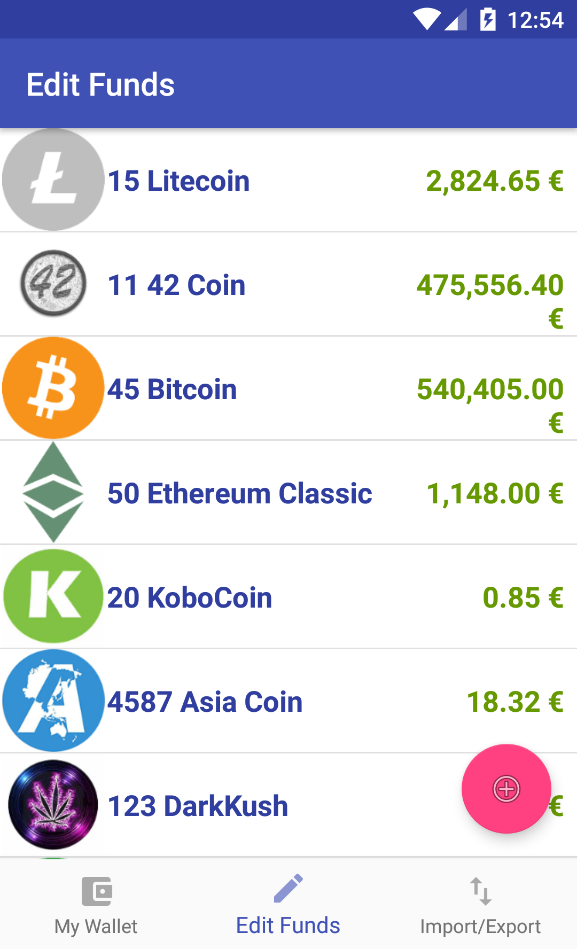 12:54
Edit Funds
15 Litecoin 2,824.65 €
42
11 42 Coin 475,556.40
€
45 Bitcoin 540,405.00
€
50 Ethereum Classic 1,148.00 €
K
20 KoboCoin 0.85 €
A
4587 Asia Coin 18.32 €
123 DarkKush €
My Wallet Edit Funds Import/Export